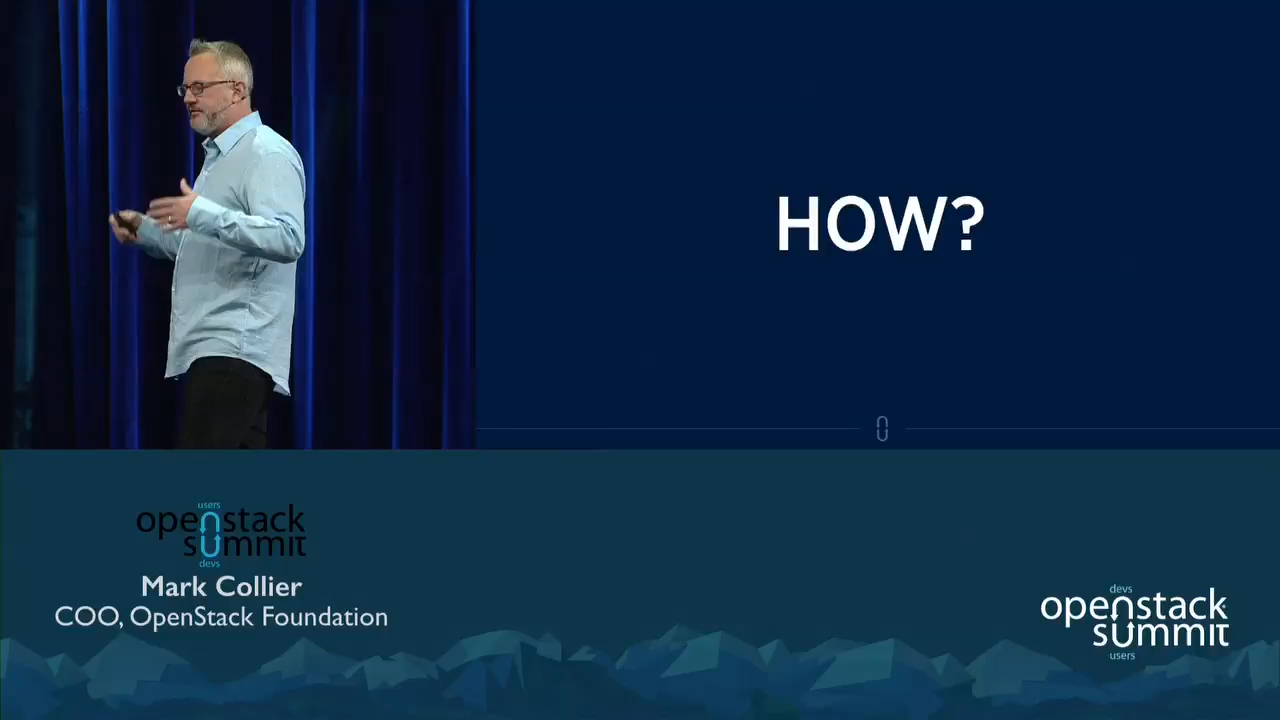 HOW?
users
openstack
summit
devs
Mark Collier
COO, OpenStack Foundation
devs
openstack
summit
users